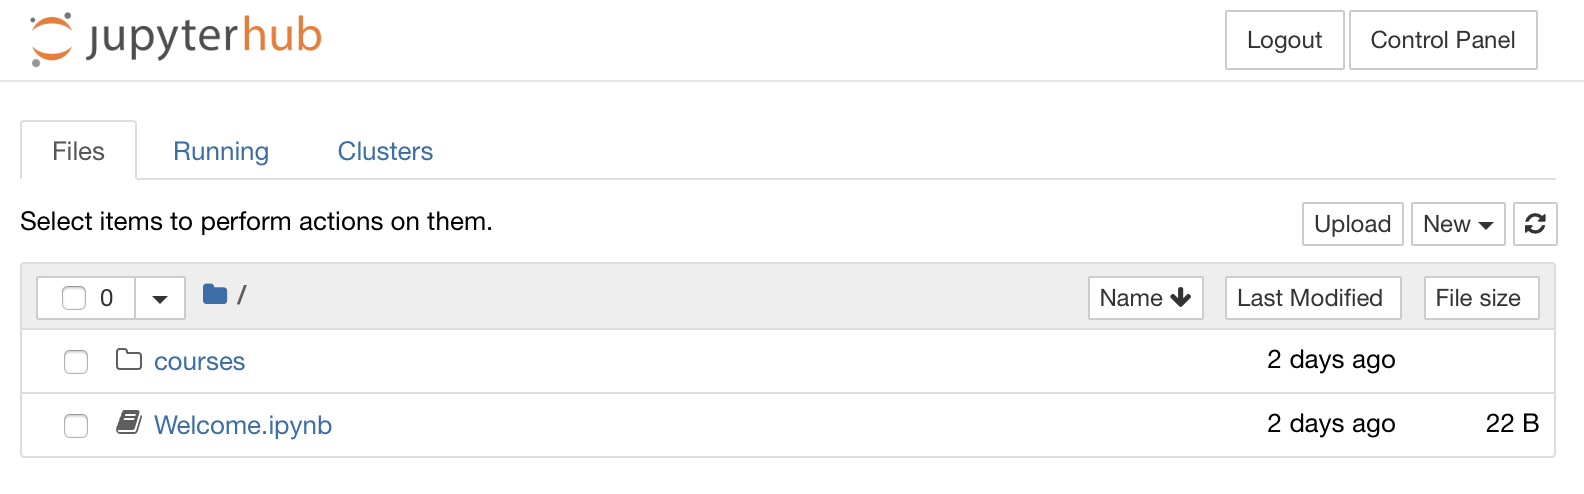 jupyterhub Logout Control Panel
Files Running Clusters
Select items to perform actions on them. Upload New
0 / Name Last Modified File size
courses 2 days ago
Welcome.ipynb 2 days ago 22 B